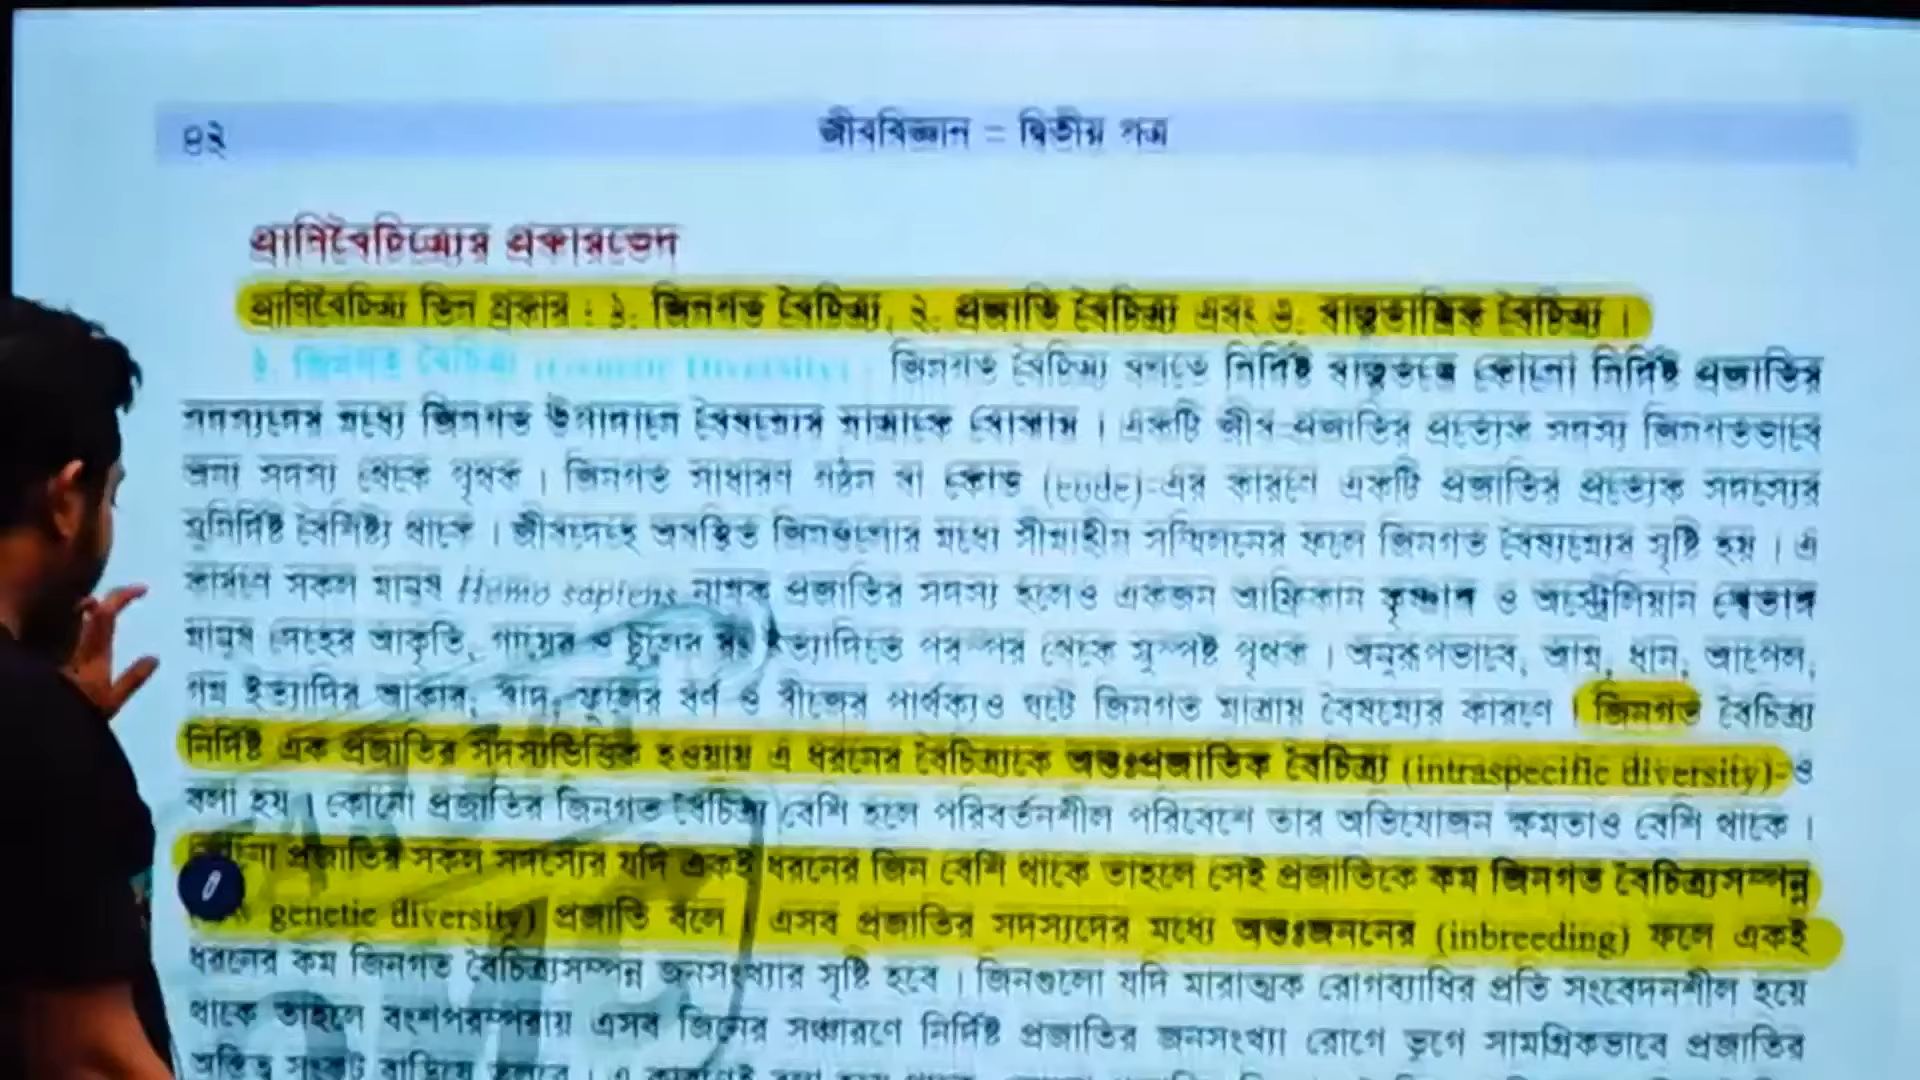 ৪২
জীববিজ্ঞান – দ্বিতীয় পত্র
প্রাণিবৈচিত্র্যের প্রকারভেদ
প্রাণিবৈচিত্র্য তিন প্রকার : ১. জিনগত বৈচিত্র্য, ২. প্রজাতি বৈচিত্র্য এবং ৩. বাস্তুতান্ত্রিক বৈচিত্র্য ।
১. জিনগত বৈচিত্র্য (Genetic Diversity) : জিনগত বৈচিত্র্য বলতে নির্দিষ্ট বাস্তুতন্ত্রে কোনো নির্দিষ্ট প্রজাতির
সদস্যদের মধ্যে জিনগত উপাদানে বৈষম্যের মাত্রাকে বোঝায় । একটি জীব-প্রজাতির প্রত্যেক সদস্য জিনগতভাবে
অন্য সদস্য থেকে পৃথক । জিনগত সাধারণ গঠন বা কোড (code)-এর কারণে একটি প্রজাতির প্রত্যেক সদস্যের
সুনির্দিষ্ট বৈশিষ্ট্য থাকে । জীবদেহে অবস্থিত জিনগুলোর মধ্যে সীমাহীন সম্মিলনের ফলে জিনগত বৈষম্যের সৃষ্টি হয় । এ
কারণে সকল মানুষ Homo sapiens নামক প্রজাতির সদস্য হলেও একজন আফ্রিকান কৃষ্ণাঙ্গ ও অস্ট্রেলিয়ান শ্বেতাঙ্গ
মানুষ দেহের আকৃতি, গায়ের ও চুলের রং ইত্যাদিতে পরস্পর থেকে সুস্পষ্ট পৃথক । অনুরূপভাবে, আম, ধান, আপেল,
গম ইত্যাদির আকার, স্বাদ, ফুলের বর্ণ ও বীজের পার্থক্যও ঘটে জিনগত মাত্রায় বৈষম্যের কারণে । জিনগত বৈচিত্র্য
নির্দিষ্ট এক প্রজাতির সদস্যভিত্তিক হওয়ায় এ ধরনের বৈচিত্র্যকে অন্তঃপ্রজাতিক বৈচিত্র্য (intraspecific diversity)-ও
বলা হয় । কোনো প্রজাতির জিনগত বৈচিত্র্য বেশি হলে পরিবর্তনশীল পরিবেশে তার অভিযোজন ক্ষমতাও বেশি থাকে ।
প্রজাতির সকল সদস্যের যদি একই ধরনের জিন বেশি থাকে তাহলে সেই প্রজাতিকে কম জিনগত বৈচিত্র্যসম্পন্ন
genetic diversity) প্রজাতি বলে । এসব প্রজাতির সদস্যদের মধ্যে অন্তঃজননের (inbreeding) ফলে একই
ধরনের কম জিনগত বৈচিত্র্যসম্পন্ন জনসংখ্যার সৃষ্টি হবে । জিনগুলো যদি মারাত্মক রোগব্যাধির প্রতি সংবেদনশীল হয়ে
থাকে তাহলে বংশপরম্পরায় এসব জিনের সঞ্চারণে নির্দিষ্ট প্রজাতির জনসংখ্যা রোগে ভুগে সামগ্রিকভাবে প্রজাতির